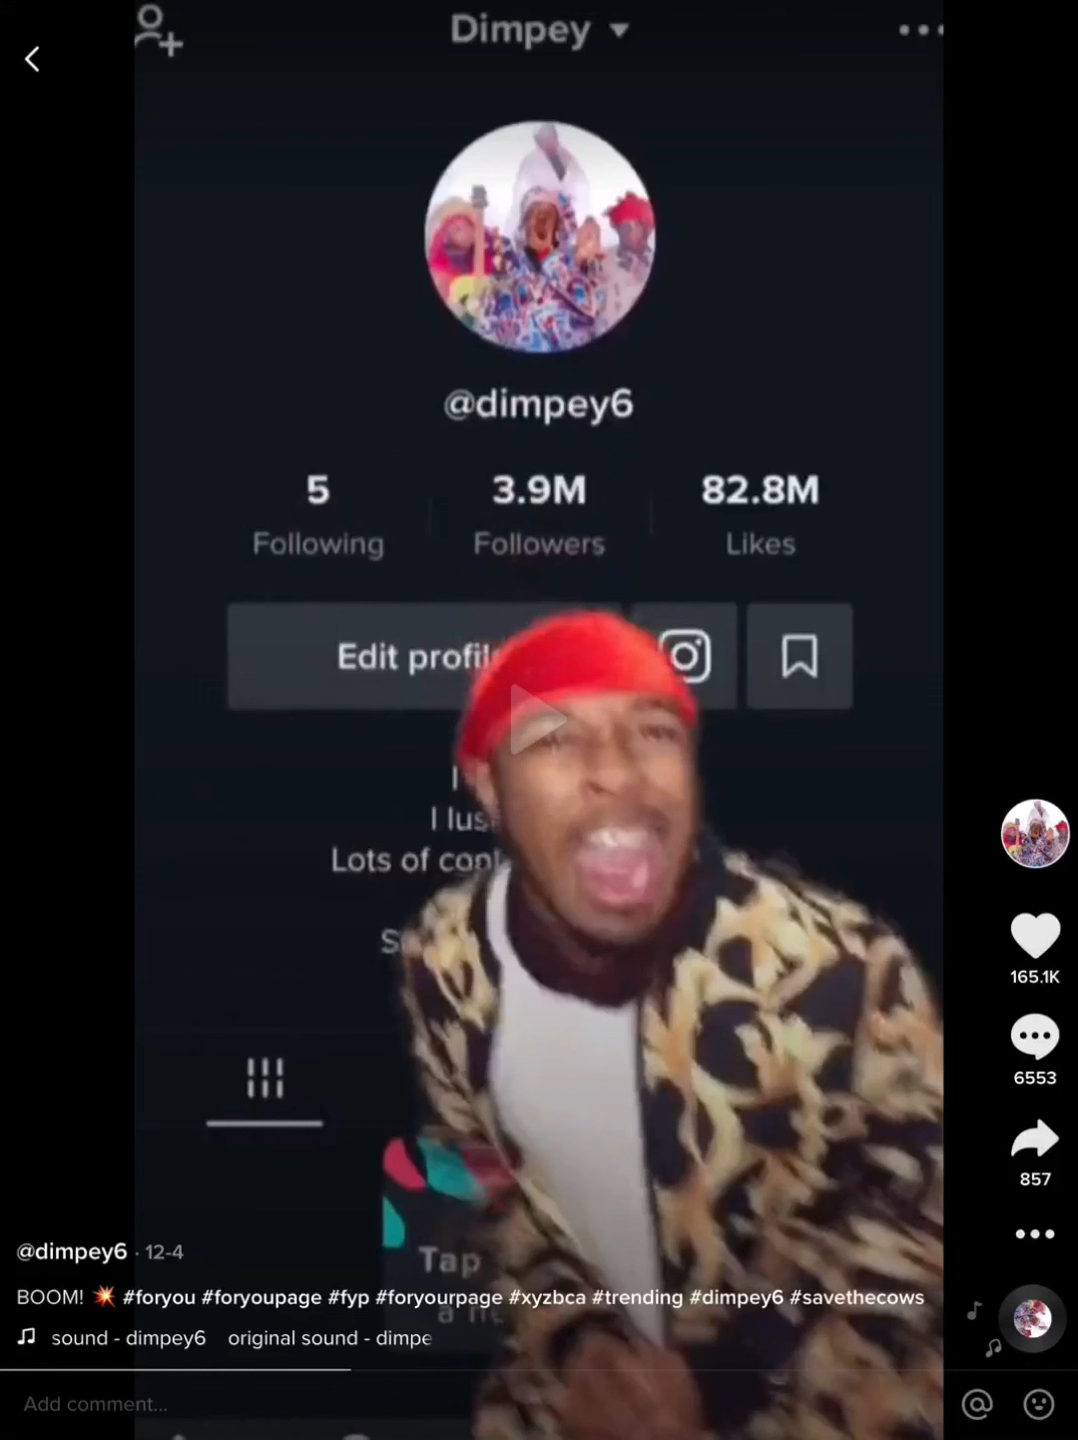 Dimpey
@dimpey6
5 3.9M 82.8M
Following Followers Likes
Edit profil
I
I lus
Lots of con
S
165.1K
6553
857
Tap
@dimpey6 · 12-4
BOOM! 💥 #foryou #foryoupage #fyp #foryourpage #xyzbca #trending #dimpey6 #savethecows
sound - dimpey6 original sound - dimpe
Add comment...